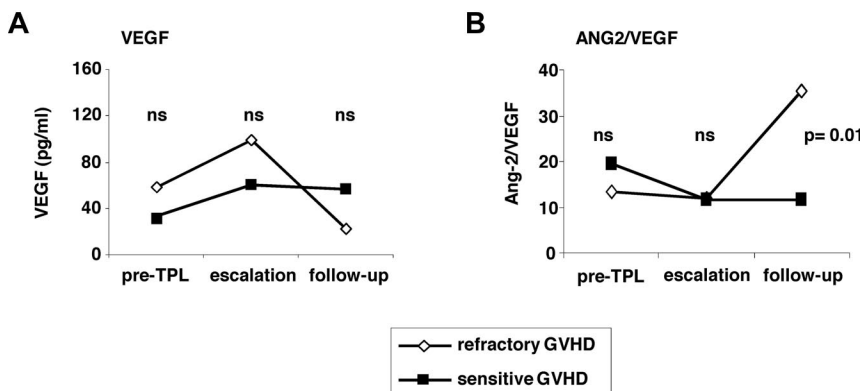 A
VEGF
160
120
80
40
0
VEGF (pg/ml)
ns
ns
ns
pre-TPL
escalation
follow-up
B
ANG2/VEGF
40
30
20
10
0
Ang-2/VEGF
ns
ns
p= 0.01
pre-TPL
escalation
follow-up
refractory GVHD
sensitive GVHD